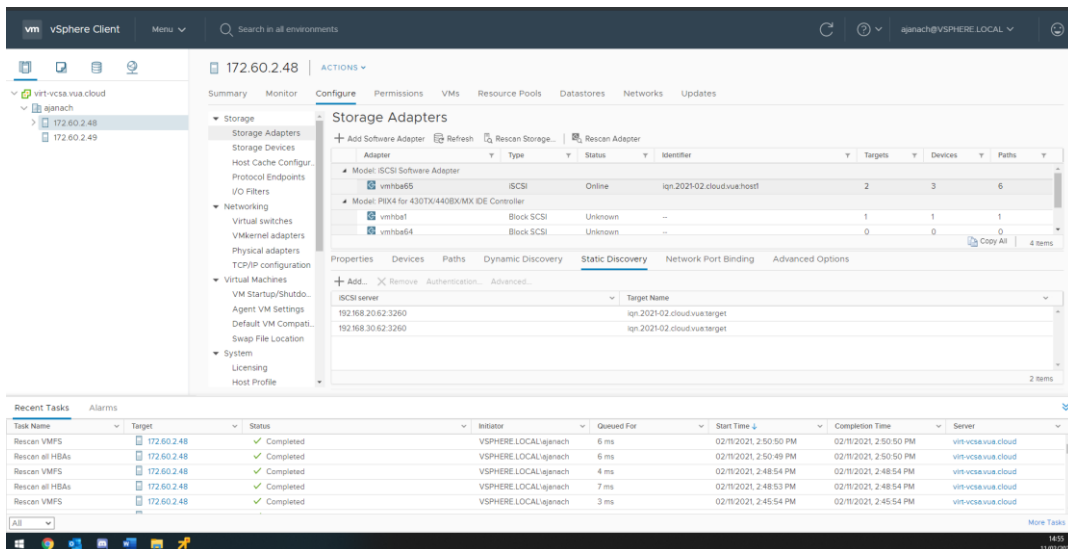 vm vSphere Client Menu Search in all environments ajanach@VSPHERE.LOCAL
virt-vcsa.vua.cloud
ajanach
172.60.2.48
172.60.2.49
172.60.2.48 ACTIONS
Summary Monitor Configure Permissions VMs Resource Pools Datastores Networks Updates
Storage
Storage Adapters
Storage Devices
Host Cache Configur...
Protocol Endpoints
I/O Filters
Networking
Virtual switches
VMkernel adapters
Physical adapters
TCP/IP configuration
Virtual Machines
VM Startup/Shutdo...
Agent VM Settings
Default VM Compati...
Swap File Location
System
Licensing
Host Profile
Storage Adapters
+ Add Software Adapter Refresh Rescan Storage... Rescan Adapter
Adapter Type Status Identifier Targets Devices Paths
Model: iSCSI Software Adapter
vmhba65 iSCSI Online iqn.2021-02.cloud.vua:host1 2 3 6
Model: PIIX4 for 430TX/440BX/MX IDE Controller
vmhba1 Block SCSI Unknown -- 1 1 1
vmhba64 Block SCSI Unknown -- 0 0 0
Copy All 4 items
Properties Devices Paths Dynamic Discovery Static Discovery Network Port Binding Advanced Options
+ Add... Remove Authentication... Advanced...
iSCSI server Target Name
192.168.20.62:3260 iqn.2021-02.cloud.vua:target
192.168.30.62:3260 iqn.2021-02.cloud.vua:target
2 items
Recent Tasks Alarms
Task Name Target Status Initiator Queued For Start Time Completion Time Server
Rescan VMFS 172.60.2.48 Completed VSPHERE.LOCAL\ajanach 6 ms 02/11/2021, 2:50:50 PM 02/11/2021, 2:50:50 PM virt-vcsa.vua.cloud
Rescan all HBAs 172.60.2.48 Completed VSPHERE.LOCAL\ajanach 6 ms 02/11/2021, 2:50:49 PM 02/11/2021, 2:50:50 PM virt-vcsa.vua.cloud
Rescan VMFS 172.60.2.48 Completed VSPHERE.LOCAL\ajanach 4 ms 02/11/2021, 2:48:54 PM 02/11/2021, 2:48:54 PM virt-vcsa.vua.cloud
Rescan all HBAs 172.60.2.48 Completed VSPHERE.LOCAL\ajanach 7 ms 02/11/2021, 2:48:53 PM 02/11/2021, 2:48:54 PM virt-vcsa.vua.cloud
Rescan VMFS 172.60.2.48 Completed VSPHERE.LOCAL\ajanach 3 ms 02/11/2021, 2:45:54 PM 02/11/2021, 2:45:54 PM virt-vcsa.vua.cloud
All More Tasks
14:55